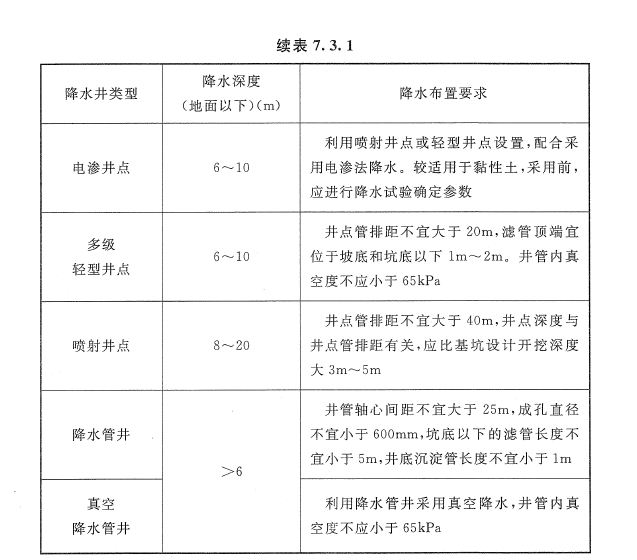 续表 7.3.1
降水井类型
降水深度
(地面以下)(m)
降水布置要求
电渗井点
6～10
利用喷射井点或轻型井点设置,配合采
用电渗法降水。较适用于黏性土,采用前,
应进行降水试验确定参数
多级
轻型井点
6～10
井点管排距不宜大于 20m,滤管顶端宜
位于坡底和坑底以下 1m～2m。井管内真
空度不应小于 65kPa
喷射井点
8～20
井点管排距不宜大于 40m,井点深度与
井点管排距有关,应比基坑设计开挖深度
大 3m～5m
降水管井
>6
井管轴心间距不宜大于 25m,成孔直径
不宜小于 600mm,坑底以下的滤管长度不
宜小于 5m,井底沉淀管长度不宜小于 1m
真空
降水管井
利用降水管井采用真空降水,井管内真
空度不应小于 65kPa